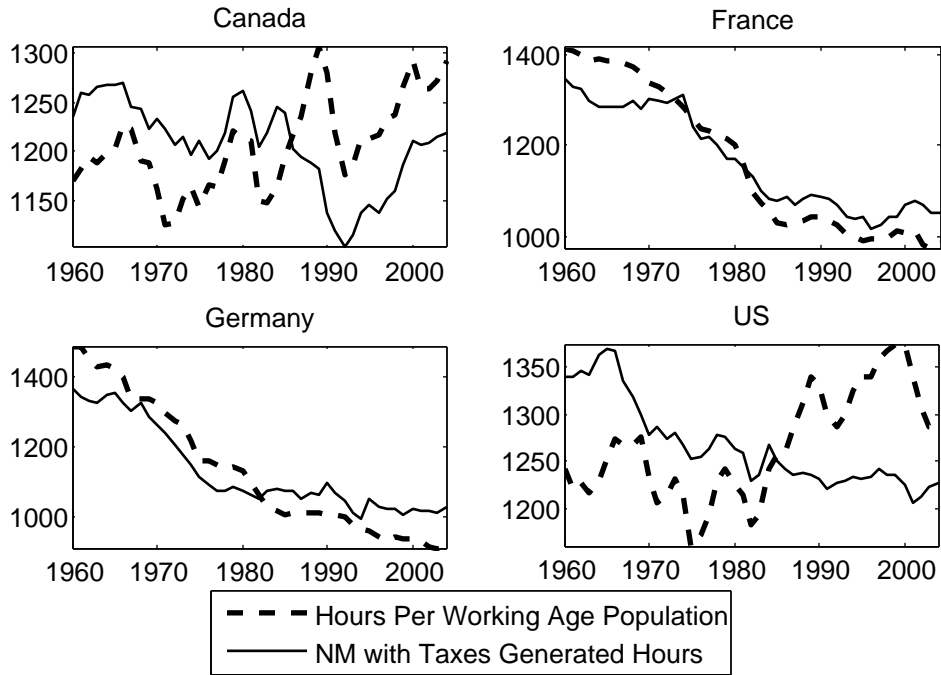 Canada
1300
1250
1200
1150
1960 1970 1980 1990 2000
France
1400
1200
1000
1960 1970 1980 1990 2000
Germany
1400
1200
1000
1960 1970 1980 1990 2000
US
1350
1300
1250
1200
1960 1970 1980 1990 2000
Hours Per Working Age Population
NM with Taxes Generated Hours